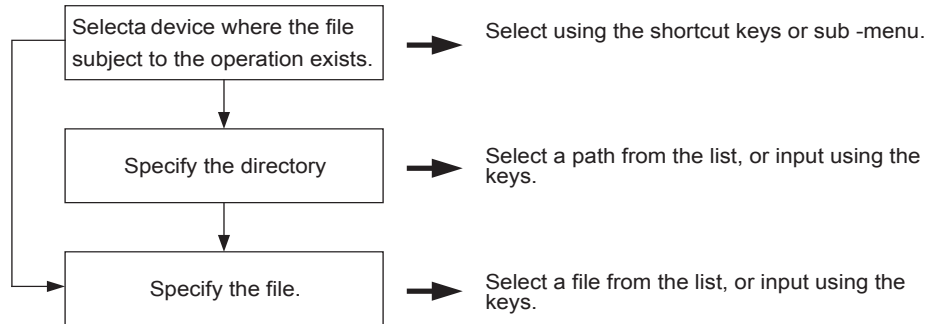 Selecta device where the file
subject to the operation exists.
Select using the shortcut keys or sub -menu.
Specify the directory
Select a path from the list, or input using the
keys.
Specify the file.
Select a file from the list, or input using the
keys.